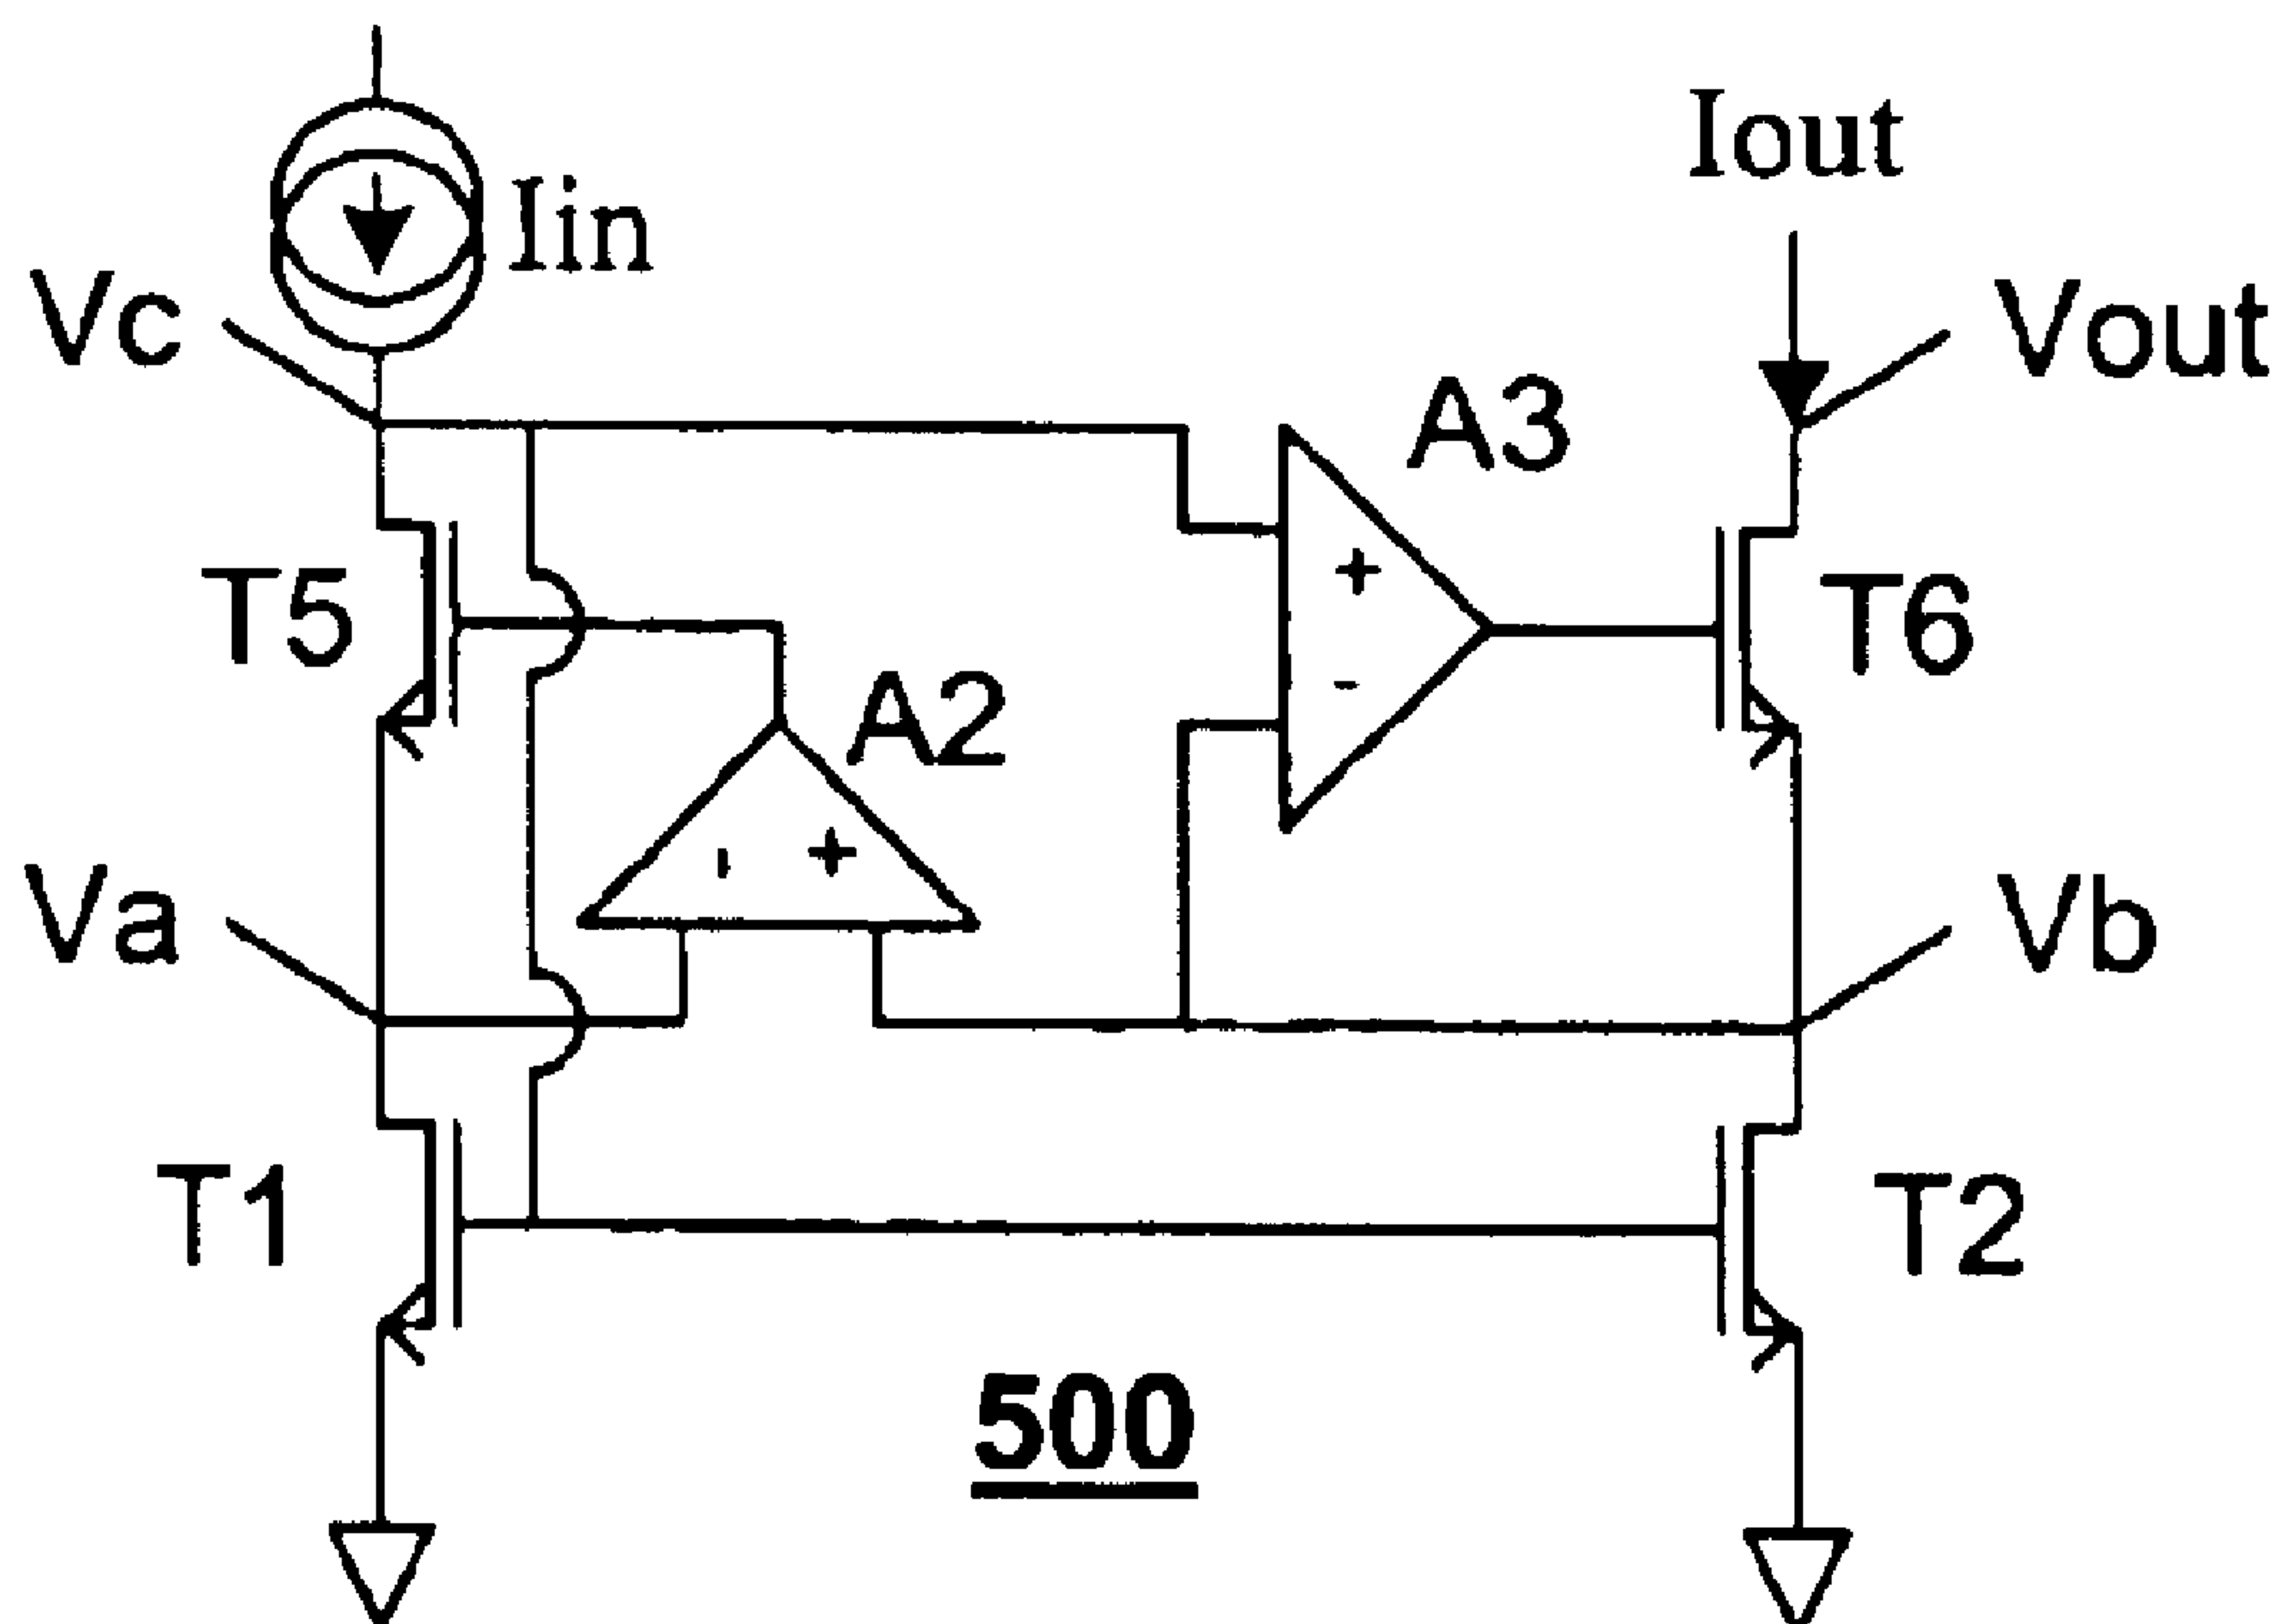 Iout
Iin
Vc
Vout
A3
T5
T6
+
-
A2
- +
Va
Vb
T1
T2
500